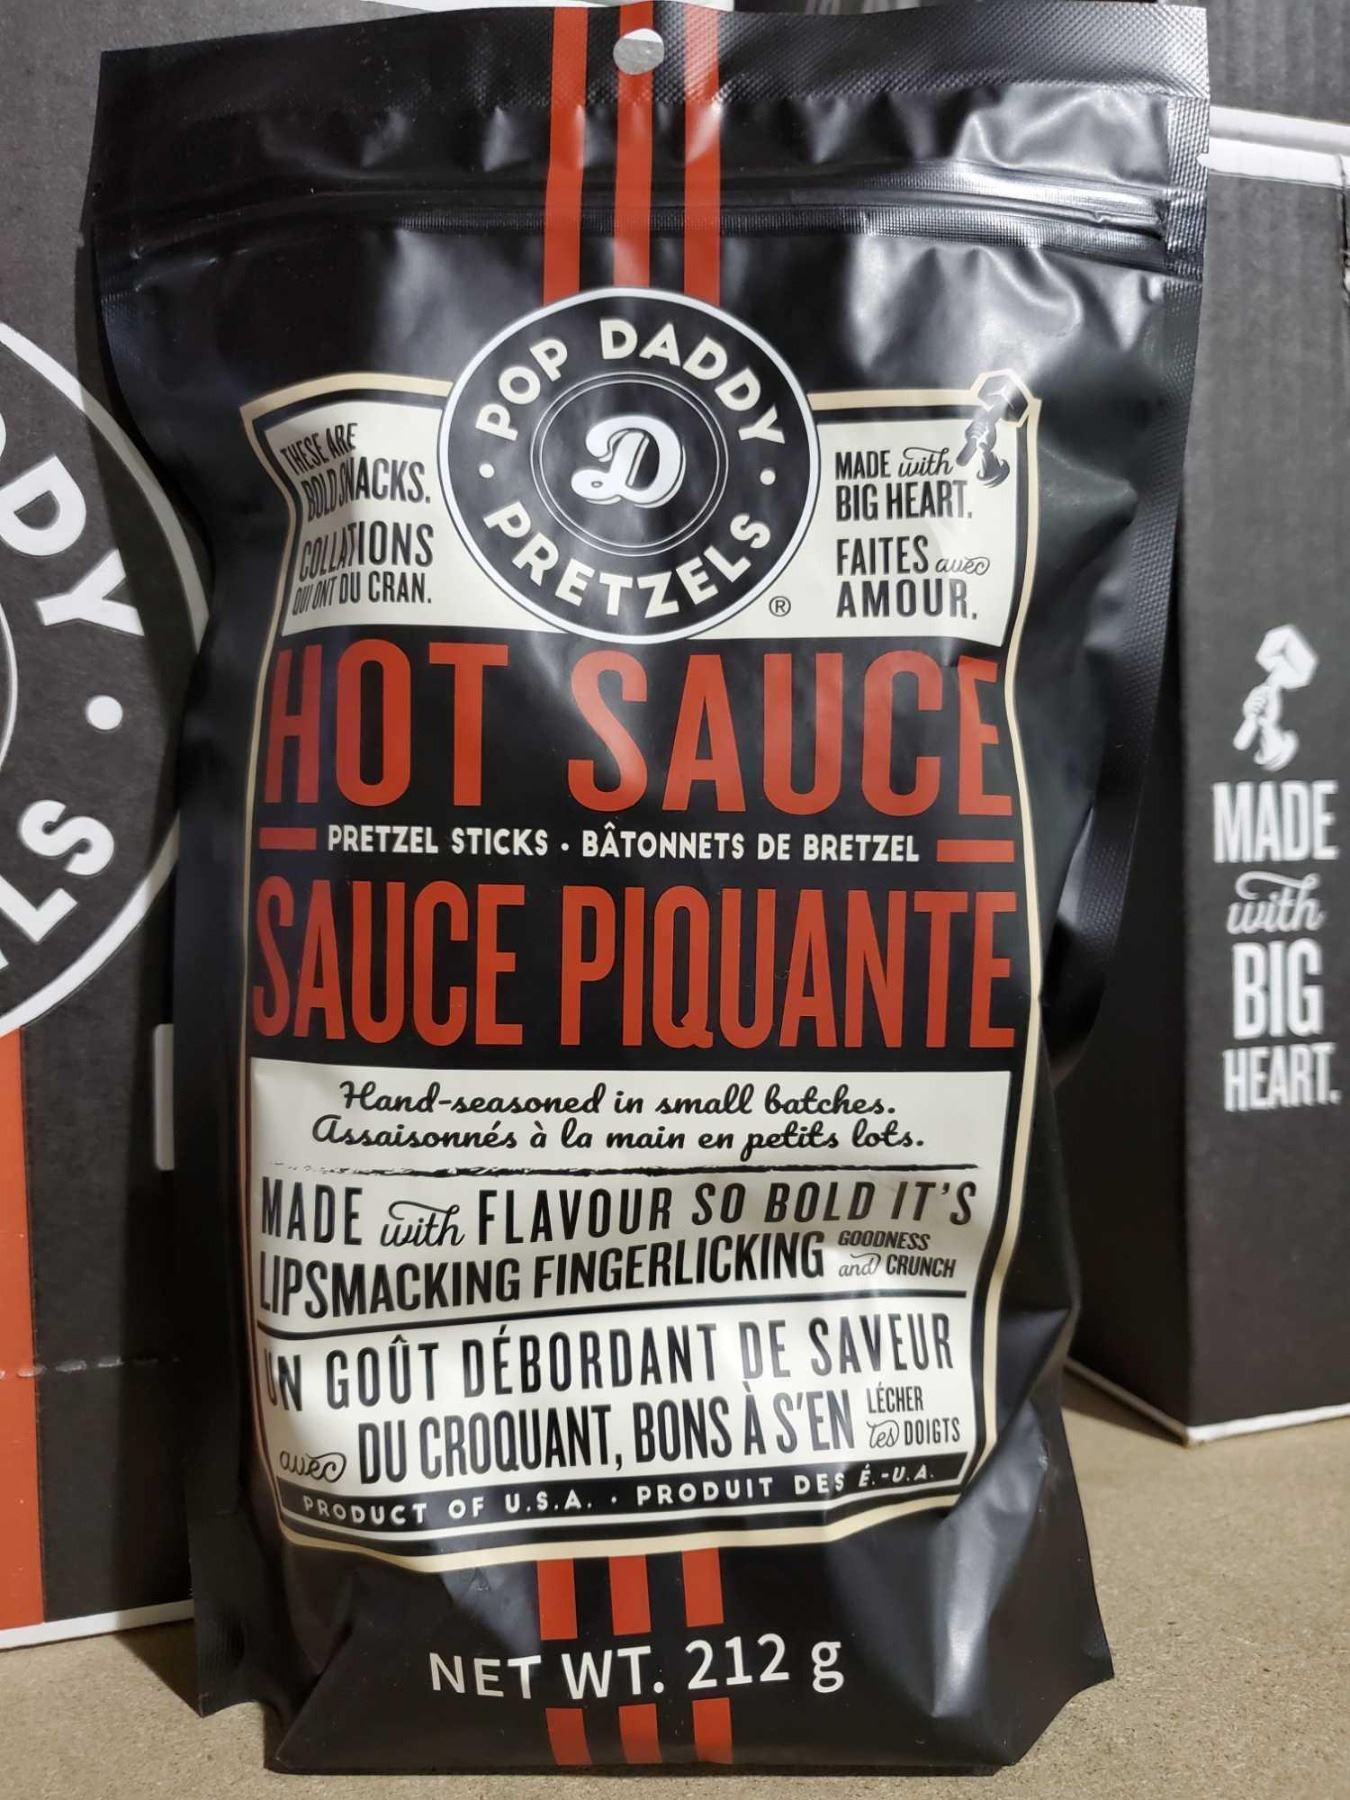 POP DADDY
D
PRETZELS
®
THESE ARE
BOLD SNACKS.
COLLATIONS
QUI ONT DU CRAN.
MADE with
BIG HEART.
FAITES avec
AMOUR.
HOT SAUCE
PRETZEL STICKS · BÂTONNETS DE BRETZEL
SAUCE PIQUANTE
Hand-seasoned in small batches.
Assaisonnés à la main en petits lots.
MADE with FLAVOUR SO BOLD IT'S
LIPSMACKING FINGERLICKING GOODNESS
and CRUNCH
UN GOÛT DÉBORDANT DE SAVEUR
avec DU CROQUANT, BONS À S'EN LÉCHER
les DOIGTS
PRODUCT OF U.S.A. · PRODUIT DES É.-U.A.
NET WT. 212 g
MADE
with
BIG
HEART.